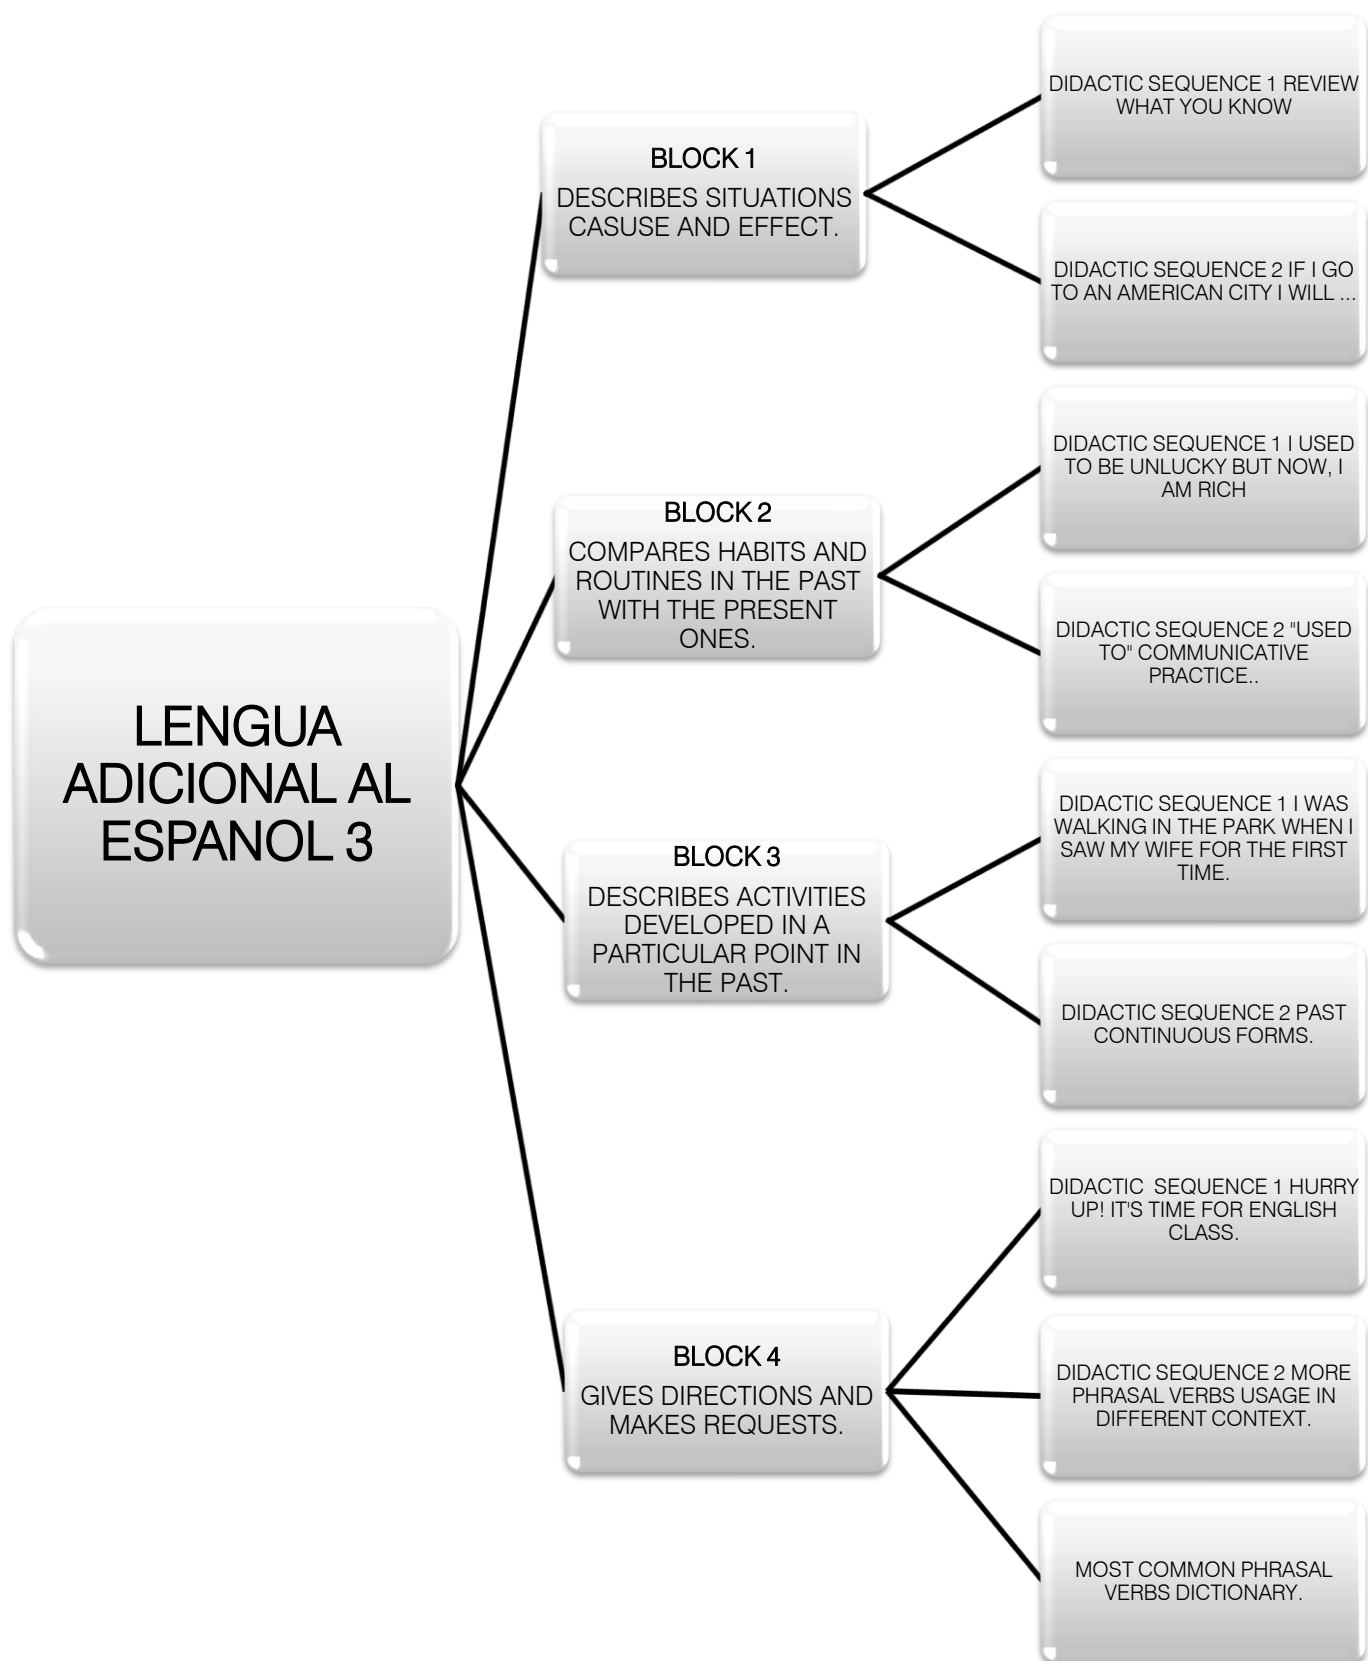 LENGUA
ADICIONAL AL
ESPANOL 3
BLOCK 1
DESCRIBES SITUATIONS
CASUSE AND EFFECT.
DIDACTIC SEQUENCE 1 REVIEW
WHAT YOU KNOW
DIDACTIC SEQUENCE 2 IF I GO
TO AN AMERICAN CITY I WILL ...
BLOCK 2
COMPARES HABITS AND
ROUTINES IN THE PAST
WITH THE PRESENT
ONES.
DIDACTIC SEQUENCE 1 I USED
TO BE UNLUCKY BUT NOW, I
AM RICH
DIDACTIC SEQUENCE 2 "USED
TO" COMMUNICATIVE
PRACTICE..
BLOCK 3
DESCRIBES ACTIVITIES
DEVELOPED IN A
PARTICULAR POINT IN
THE PAST.
DIDACTIC SEQUENCE 1 I WAS
WALKING IN THE PARK WHEN I
SAW MY WIFE FOR THE FIRST
TIME.
DIDACTIC SEQUENCE 2 PAST
CONTINUOUS FORMS.
BLOCK 4
GIVES DIRECTIONS AND
MAKES REQUESTS.
DIDACTIC  SEQUENCE 1 HURRY
UP! IT'S TIME FOR ENGLISH
CLASS.
DIDACTIC SEQUENCE 2 MORE
PHRASAL VERBS USAGE IN
DIFFERENT CONTEXT.
MOST COMMON PHRASAL
VERBS DICTIONARY.